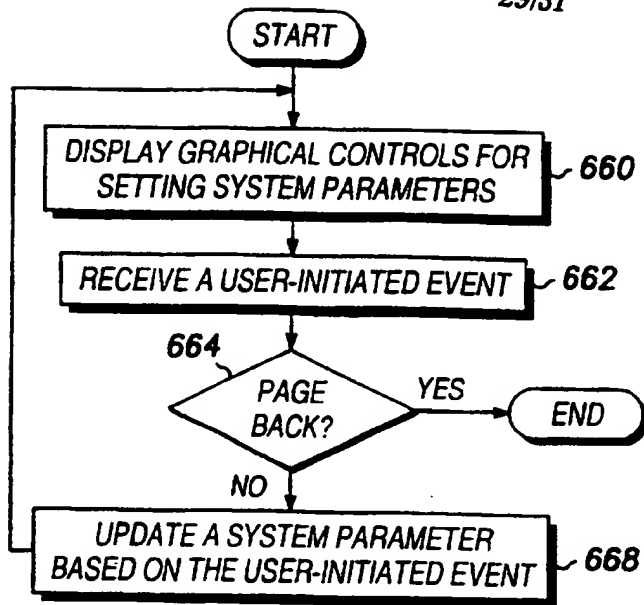 29/31
START
DISPLAY GRAPHICAL CONTROLS FOR
SETTING SYSTEM PARAMETERS
660
RECEIVE A USER-INITIATED EVENT
662
664
PAGE
BACK?
YES
END
NO
UPDATE A SYSTEM PARAMETER
BASED ON THE USER-INITIATED EVENT
668